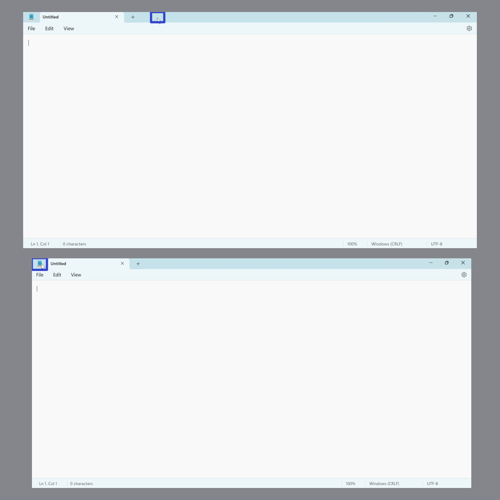 Untitled
File Edit View
Ln 1, Col 1 0 characters 100% Windows (CRLF) UTF-8
Untitled
File Edit View
Ln 1, Col 1 0 characters 100% Windows (CRLF) UTF-8